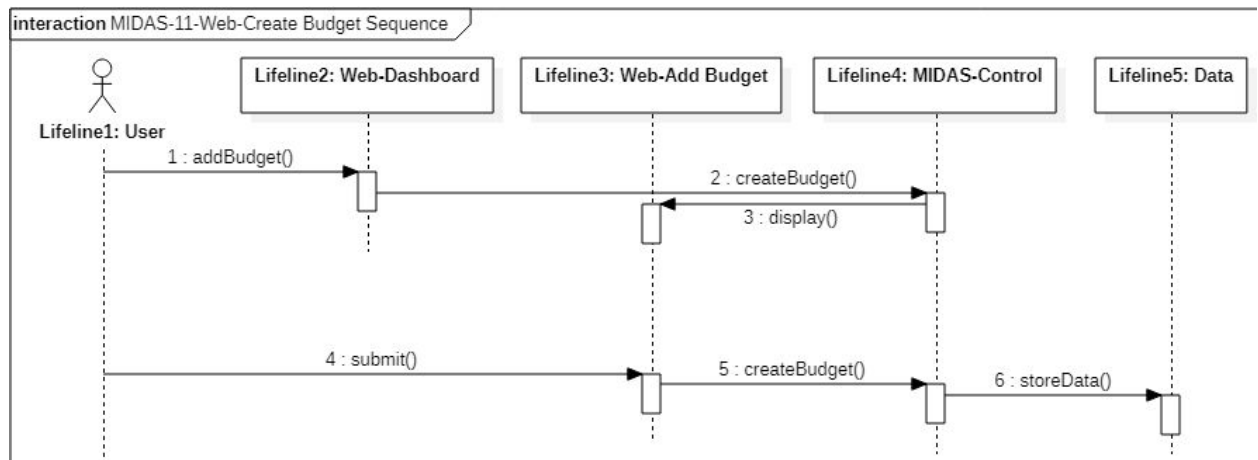 interaction MIDAS-11-Web-Create Budget Sequence
Lifeline2: Web-Dashboard
Lifeline3: Web-Add Budget
Lifeline4: MIDAS-Control
Lifeline5: Data
Lifeline1: User
1 : addBudget()
2 : createBudget()
3 : display()
4 : submit()
5 : createBudget()
6 : storeData()